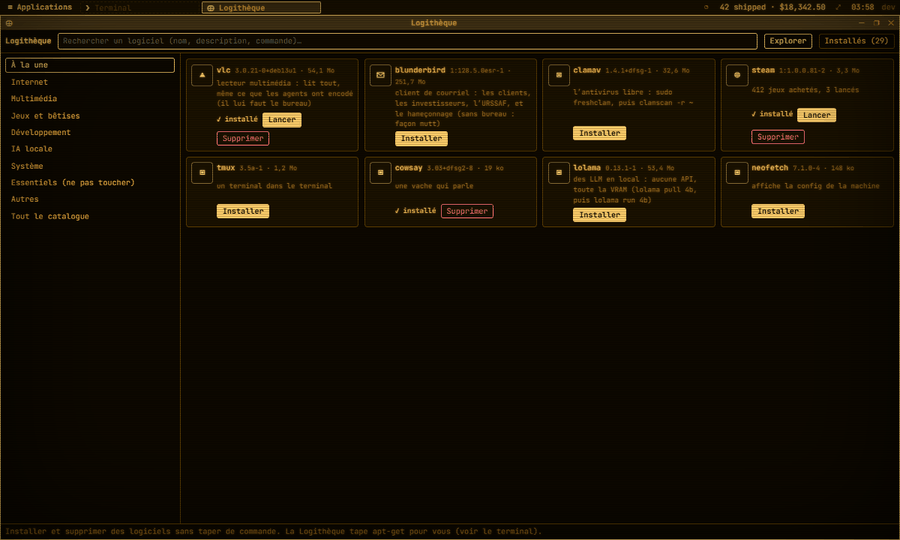 Applications
Terminal
Logithèque
42 shipped · $18,342.50
03:58 dev
Logithèque
Logithèque
Rechercher un logiciel (nom, description, commande)…
Explorer
Installés (29)
À la une
Internet
Multimédia
Jeux et bêtises
Développement
IA locale
Système
Essentiels (ne pas toucher)
Autres
Tout le catalogue
vlc 3.0.21-0+deb13u1 · 54,1 Mo
lecteur multimédia : lit tout,
même ce que les agents ont encodé
(il lui faut le bureau)
✓ installé Lancer
Supprimer
blunderbird 1:128.5.0esr-1 ·
251,7 Mo
client de courriel : les clients,
les investisseurs, l'URSSAF, et
le hameçonnage (sans bureau :
façon mutt)
Installer
clamav 1.4.1+dfsg-1 · 32,6 Mo
l'antivirus libre : sudo
freshclam, puis clamscan -r ~
Installer
steam 1:1.0.0.81-2 · 3,3 Mo
412 jeux achetés, 3 lancés
✓ installé Lancer
Supprimer
tmux 3.5a-1 · 1,2 Mo
un terminal dans le terminal
Installer
cowsay 3.03+dfsg2-8 · 19 ko
une vache qui parle
✓ installé Supprimer
lolama 0.13.1-1 · 53,4 Mo
des LLM en local : aucune API,
toute la VRAM (lolama pull 4b,
puis lolama run 4b)
Installer
neofetch 7.1.0-4 · 148 ko
affiche la config de la machine
Installer
Installer et supprimer des logiciels sans taper de commande. La Logithèque tape apt-get pour vous (voir le terminal).